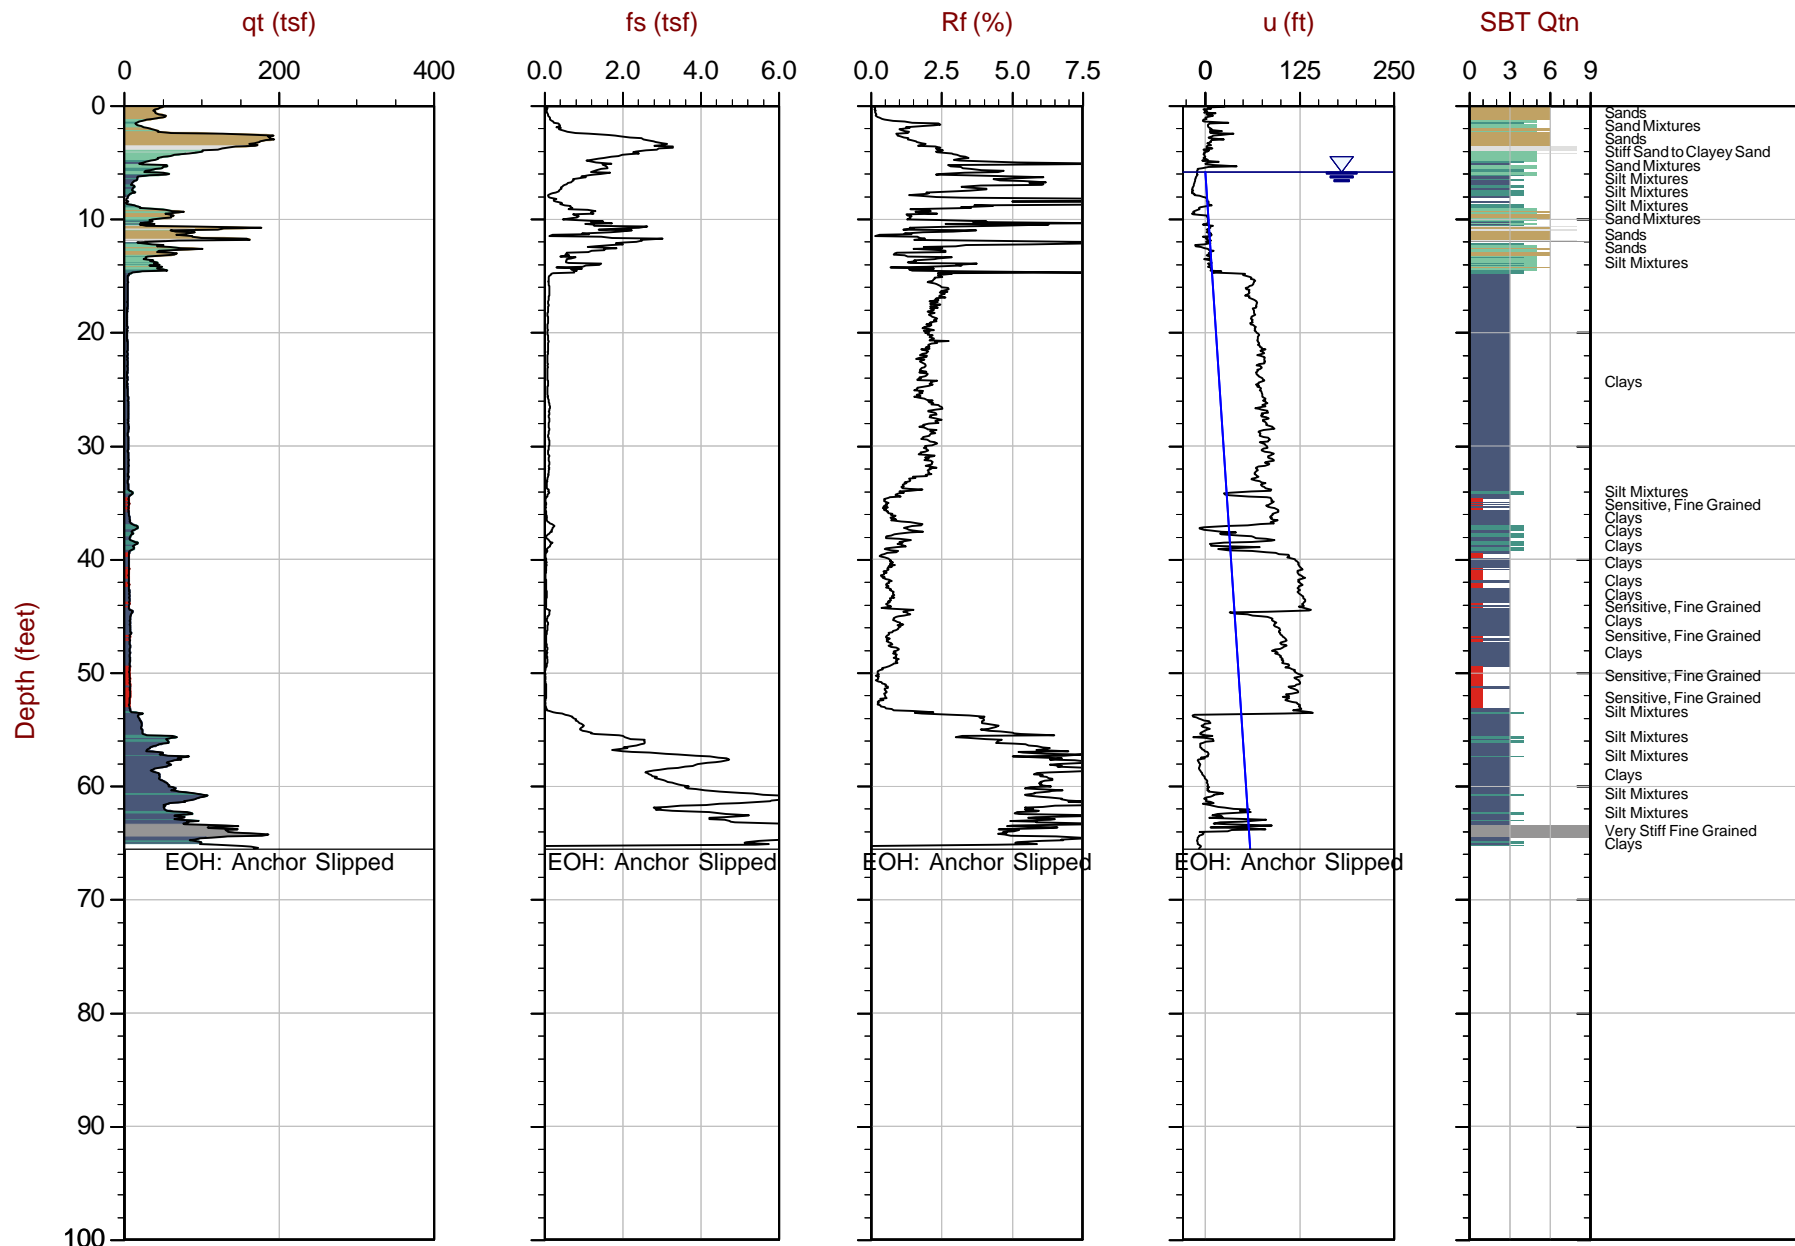 qt (tsf) fs (tsf) Rf (%) u (ft) SBT Qtn
0 200 400 0.0 2.0 4.0 6.0 0.0 2.5 5.0 7.5 0 125 250 0 3 6 9
0
Sands
Sand Mixtures
Sands
Stiff Sand to Clayey Sand
Sand Mixtures
Silt Mixtures
Silt Mixtures
Silt Mixtures
10
Sand Mixtures
Sands
Sands
Silt Mixtures
20
Clays
30
Silt Mixtures
Sensitive, Fine Grained
Clays
Clays
Clays
40
Clays
Clays
Clays
Sensitive, Fine Grained
Clays
Sensitive, Fine Grained
Clays
50
Sensitive, Fine Grained
Sensitive, Fine Grained
Silt Mixtures
Silt Mixtures
Silt Mixtures
Clays
60
Silt Mixtures
Silt Mixtures
Very Stiff Fine Grained
Clays
EOH: Anchor Slipped EOH: Anchor Slipped EOH: Anchor Slipped EOH: Anchor Slipped
70
80
90
100
Depth (feet)